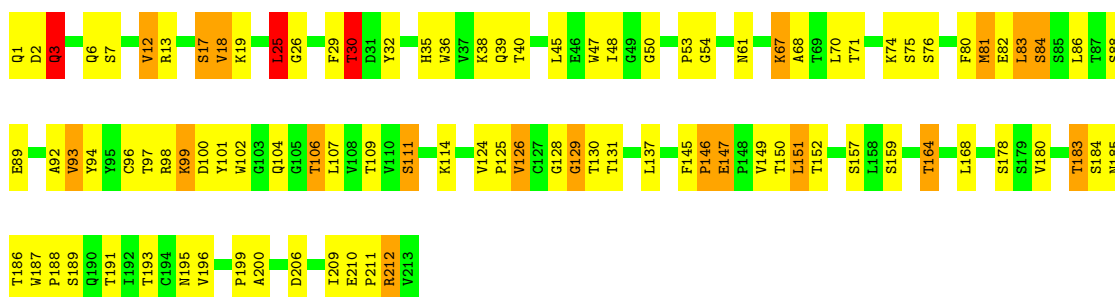 Q1 D2 Q3 Q6 S7 V12 R13 S17 V18 K19 L25 G26 F29 T30 D31 Y32 H35 W36 V37 K38 Q39 T40 L45 E46 W47 I48 G49 G50 P53 G54 N61 K67 A68 T69 L70 T71 K74 S75 S76 F80 M81 E82 L83 S84 S85 L86 T87 S88
E89 A92 V93 Y94 Y95 C96 T97 R98 K99 D100 Y101 W102 G103 Q104 G105 T106 L107 V108 T109 V110 S111 K114 V124 P125 V126 C127 G128 G129 T130 T131 L137 F145 P146 E147 P148 V149 T150 L151 T152 S157 L158 S159 T164 L168 S178 S179 V180 T183 S184 N185
T186 W187 P188 S189 Q190 T191 I192 T193 C194 N195 V196 P199 A200 D206 I209 E210 P211 R212 V213